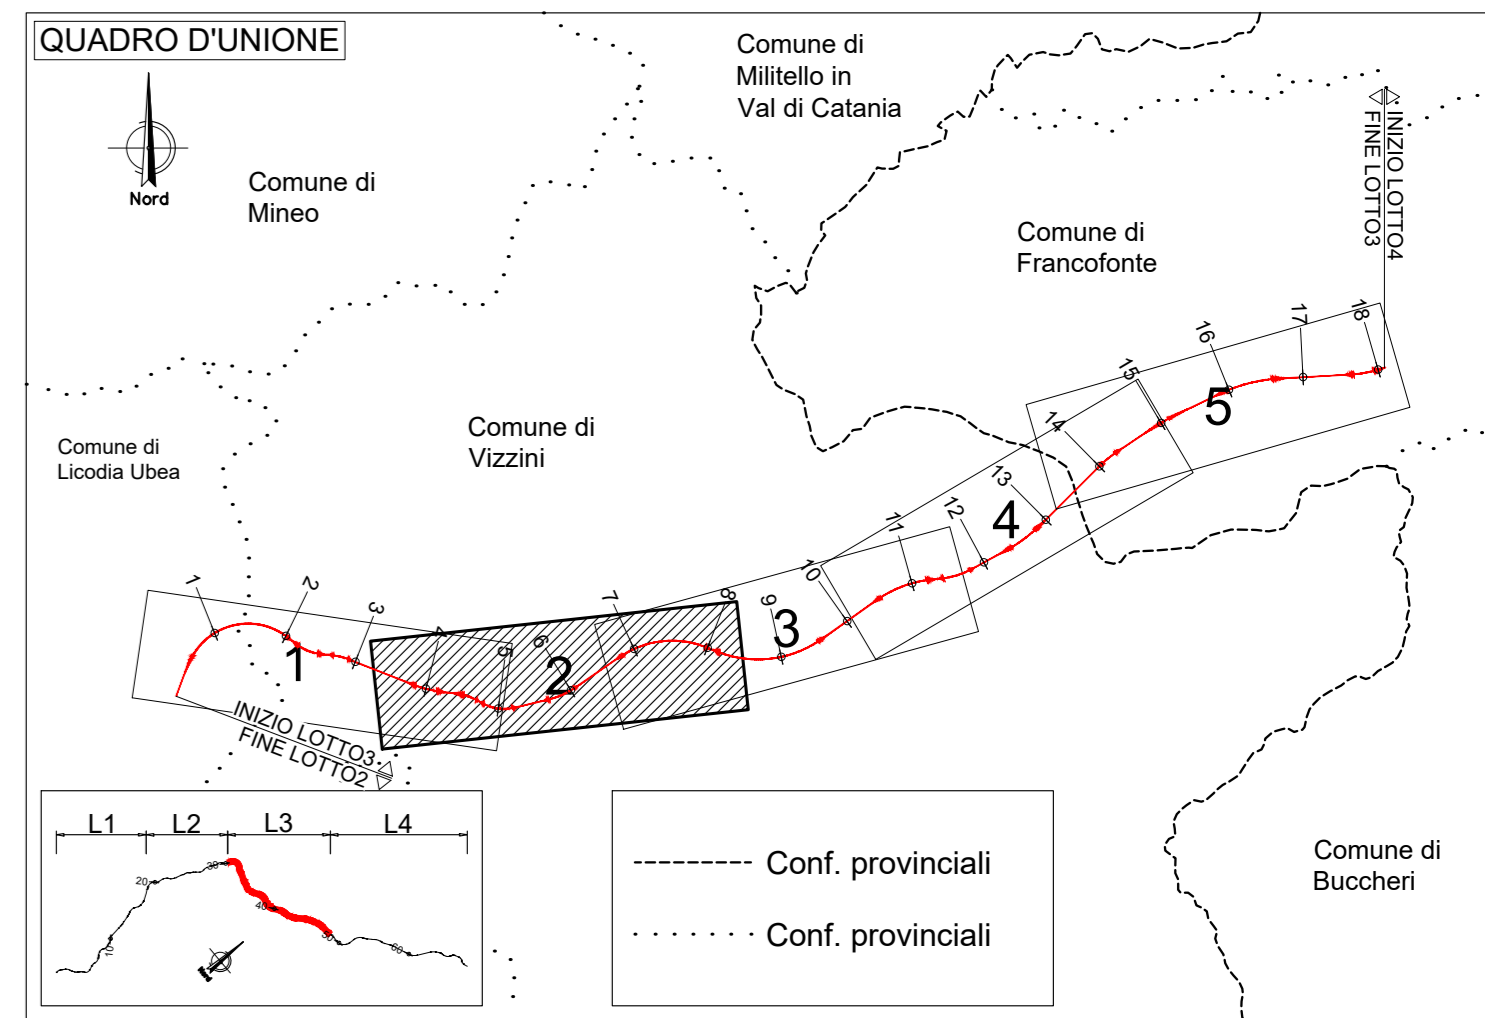 QUADRO D'UNIONE
Nord
Comune di
Militello in
Val di Catania
Comune di
Mineo
Comune di
Francofonte
INIZIO LOTTO4
FINE LOTTO3
Comune di
Licodia Ubea
Comune di
Vizzini
1
2
3
4
5
6
7
8
9
10
11
12
13
14
15
16
17
18
1
2
3
4
5
INIZIO LOTTO3
FINE LOTTO2
L1
L2
L3
L4
10
20
30
40
50
60
Nord
Conf. provinciali
Conf. provinciali
Comune di
Buccheri